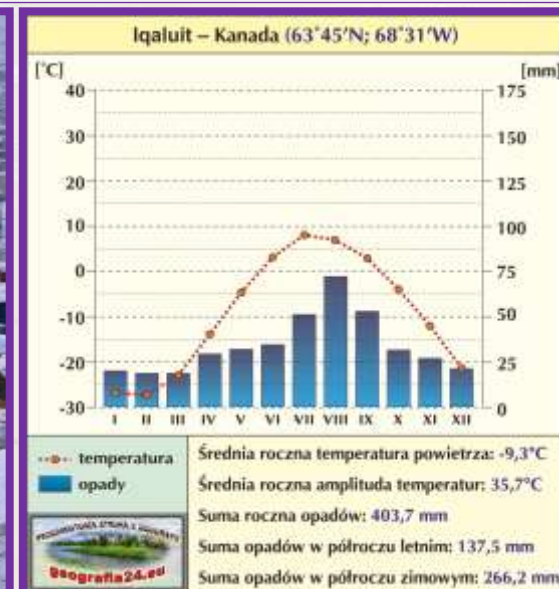 Iqaluit – Kanada (63°45'N; 68°31'W)
[°C] [mm]
40 175
30 150
20 125
10 100
0 75
-10 50
-20 25
-30 0
I II III IV V VI VII VIII IX X XI XII
temperatura
opady
Średnia roczna temperatura powietrza: -9,3°C
Średnia roczna amplituda temperatur: 35,7°C
Suma roczna opadów: 403,7 mm
Suma opadów w półroczu letnim: 137,5 mm
Suma opadów w półroczu zimowym: 266,2 mm
geografia24.eu